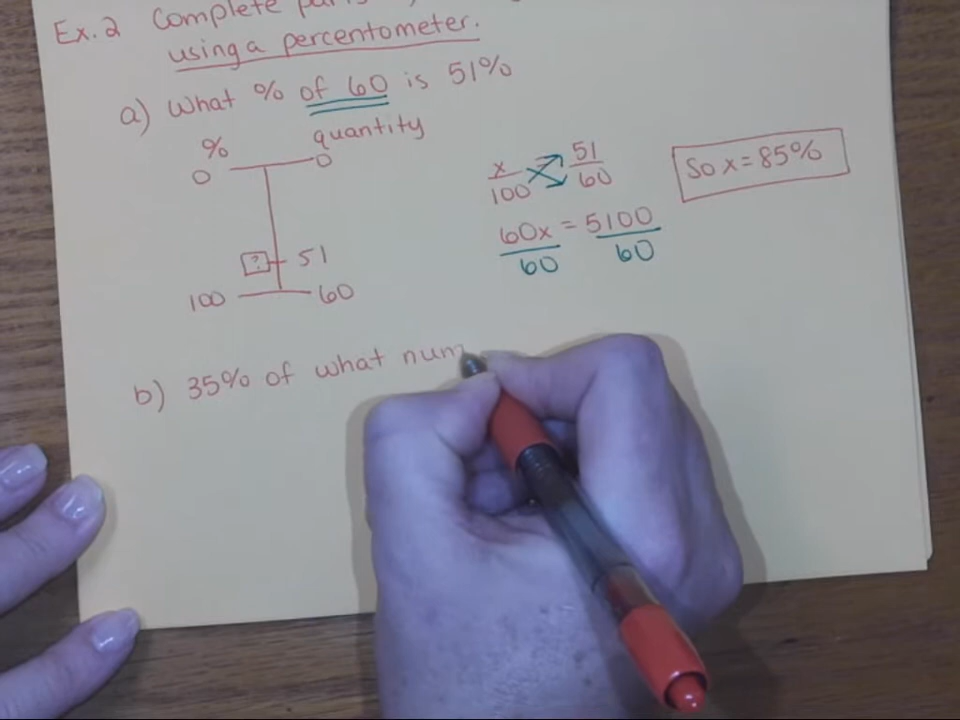 Ex. 2 Complete
using a percentometer.
a) What % of 60 is 51%
% quantity
0 0
? 51
100 60
x/100 51/60
60x = 5100
60 60
So x = 85%
b) 35% of what num